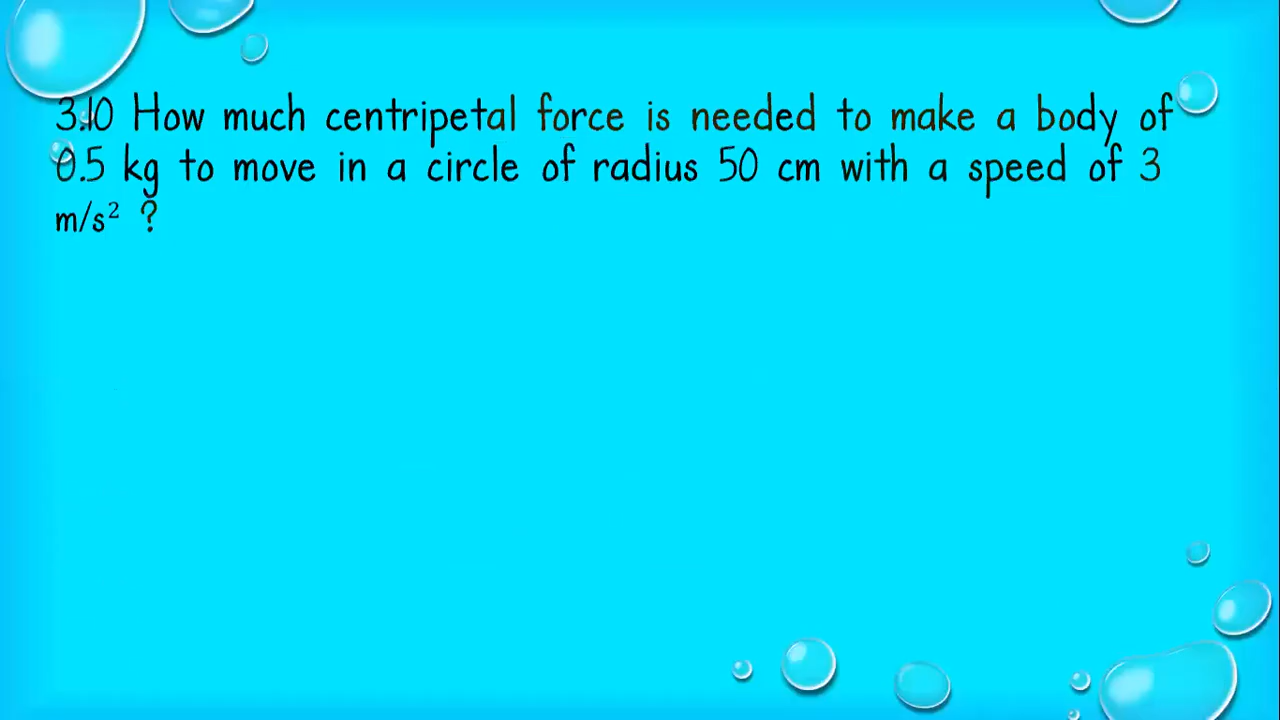 3.10 How much centripetal force is needed to make a body of
0.5 kg to move in a circle of radius 50 cm with a speed of 3
m/s² ?